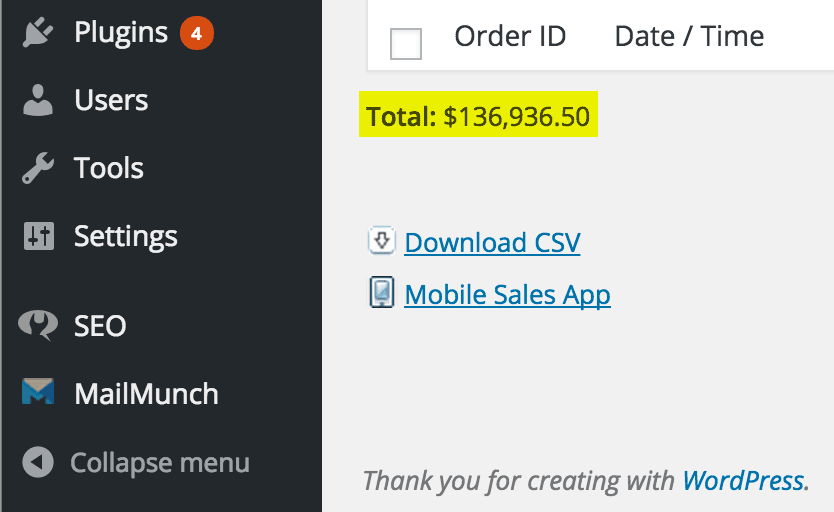 Plugins 4
Users
Tools
Settings
SEO
MailMunch
Collapse menu
Order ID Date / Time
Total: $136,936.50
Download CSV
Mobile Sales App
Thank you for creating with WordPress.